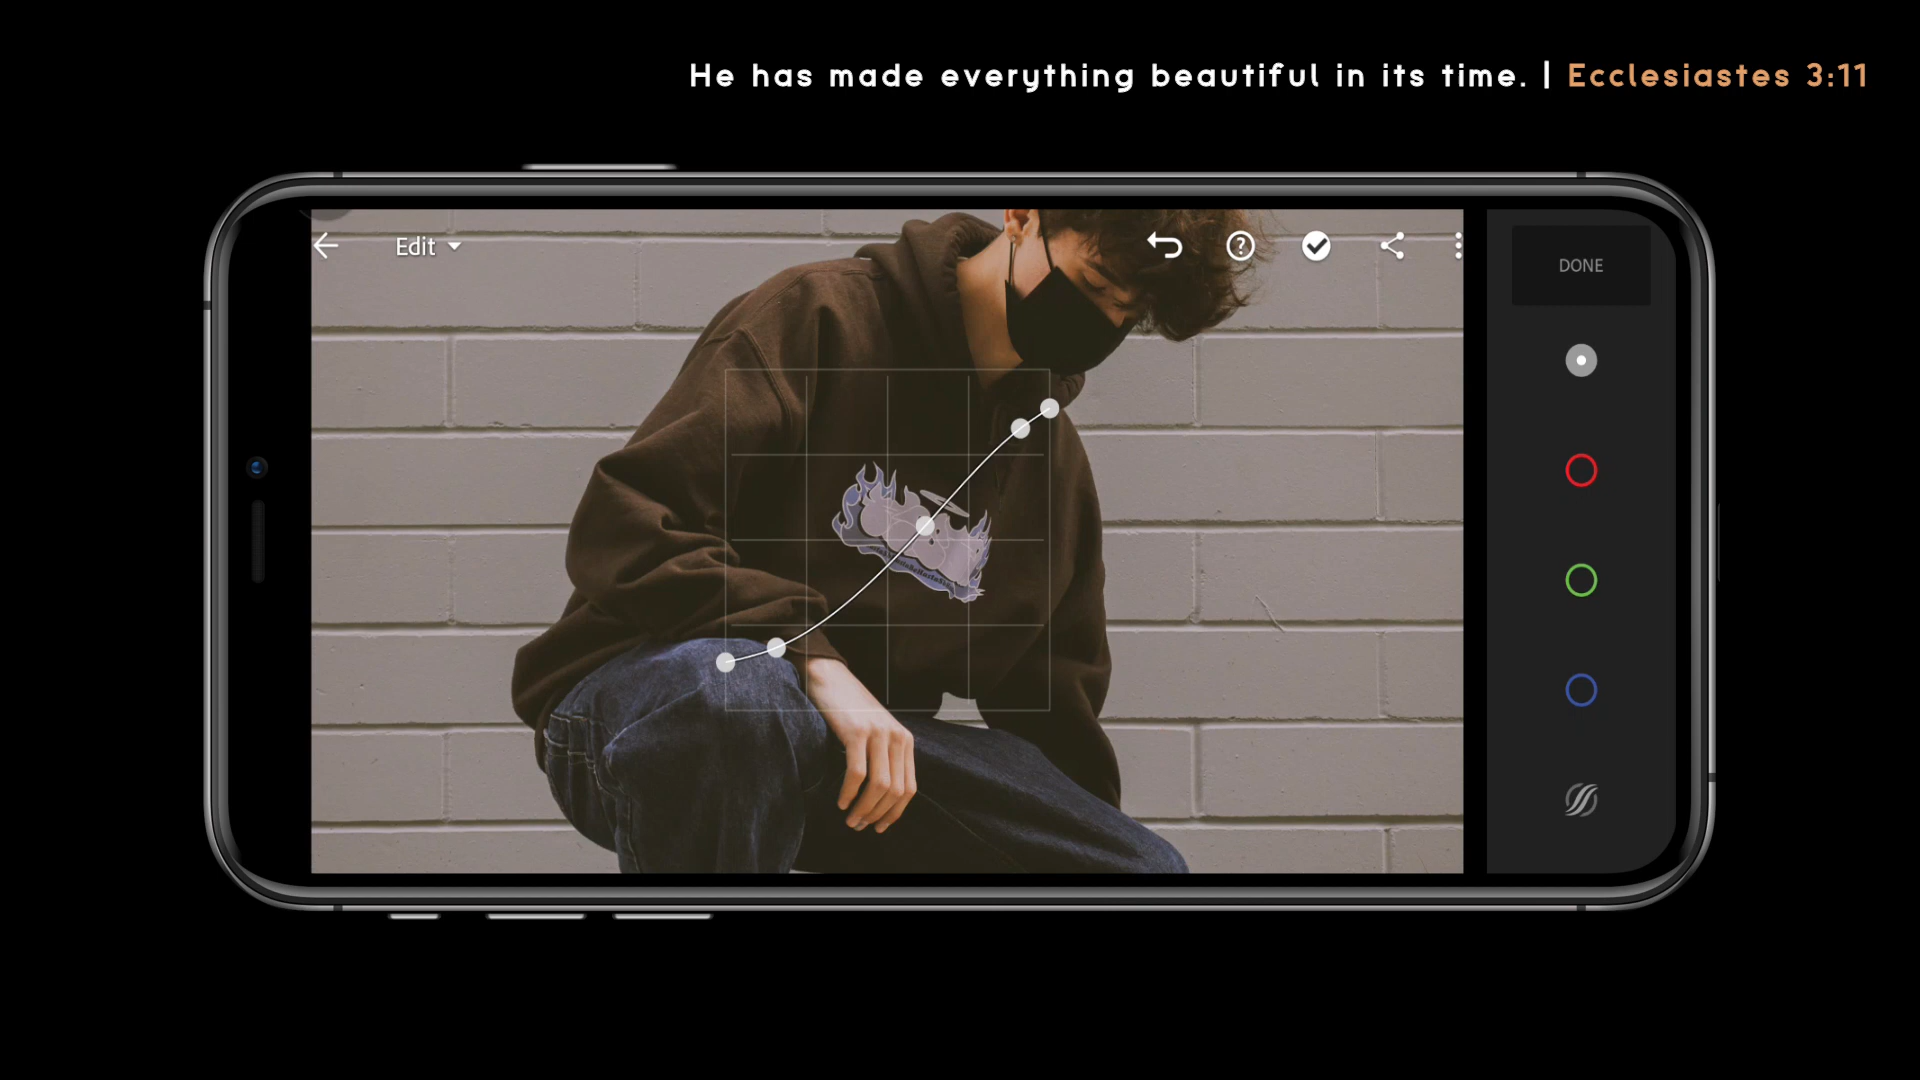 He has made everything beautiful in its time. | Ecclesiastes 3:11
Edit
DONE